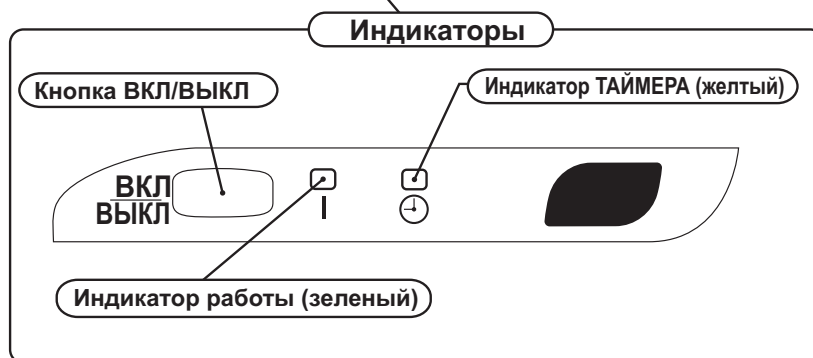 Индикаторы
Кнопка ВКЛ/ВЫКЛ
Индикатор ТАЙМЕРА (желтый)
ВКЛ
ВЫКЛ
Индикатор работы (зеленый)